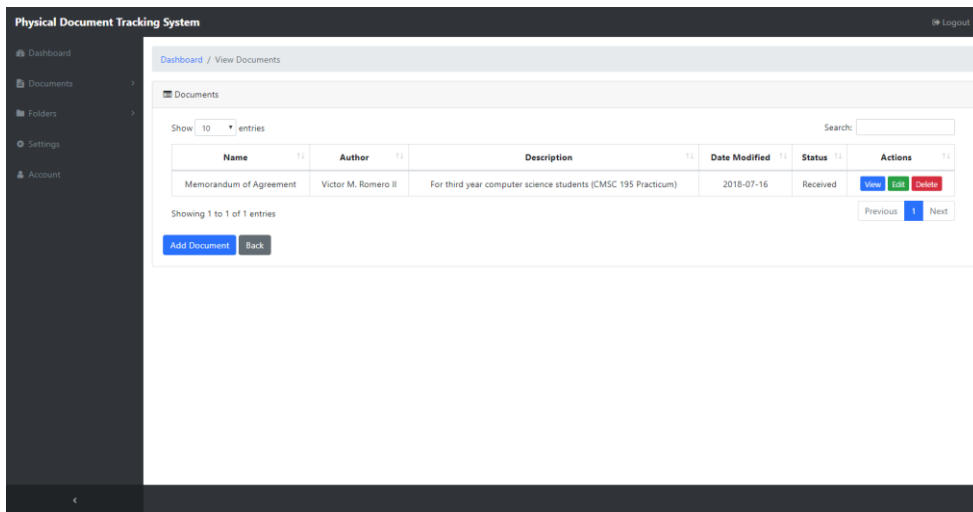 Physical Document Tracking System
Logout
Dashboard
Documents
Folders
Settings
Account
Dashboard / View Documents
Documents
Show 10 entries
Search:
Name Author Description Date Modified Status Actions
Memorandum of Agreement Victor M. Romero II For third year computer science students (CMSC 195 Practicum) 2018-07-16 Received View Edit Delete
Showing 1 to 1 of 1 entries
Previous 1 Next
Add Document Back